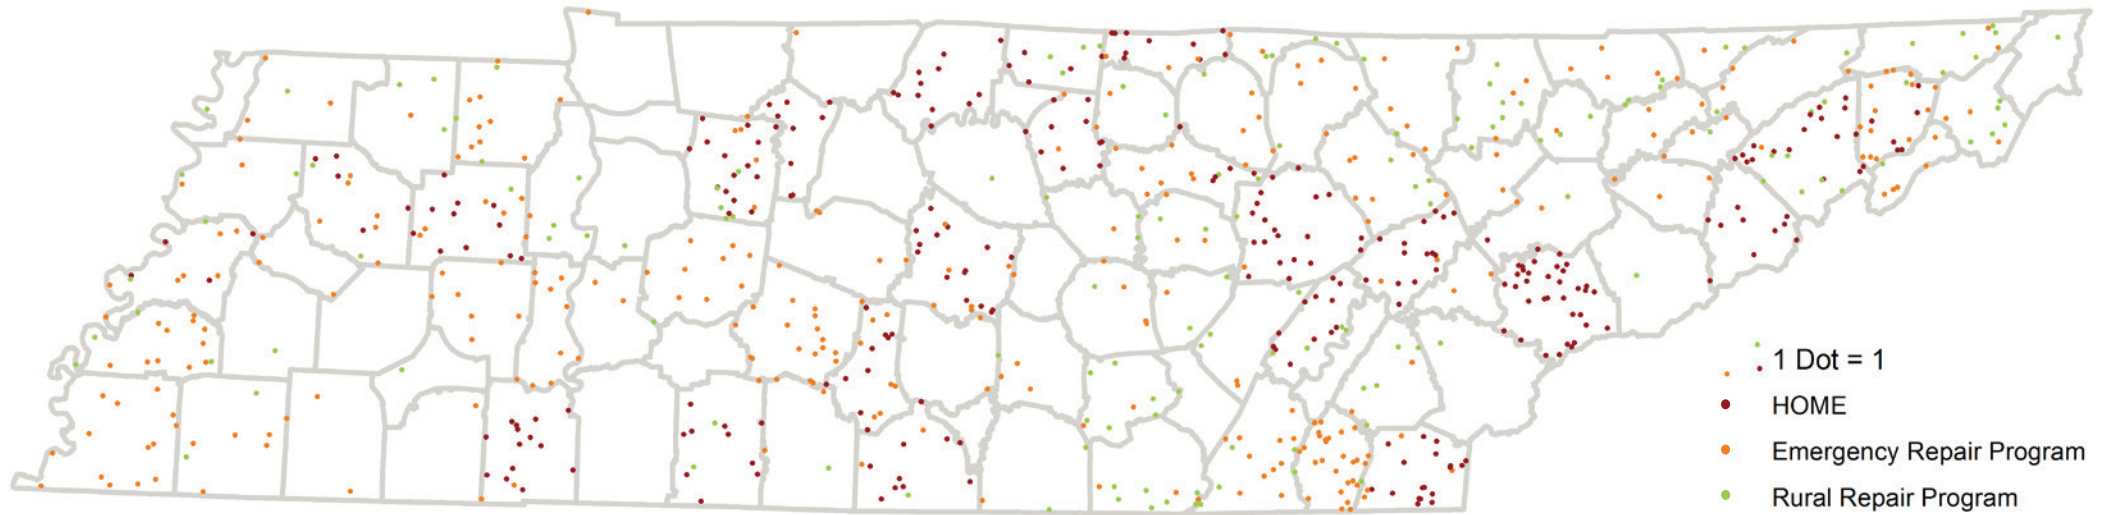 1 Dot = 1
HOME
Emergency Repair Program
Rural Repair Program